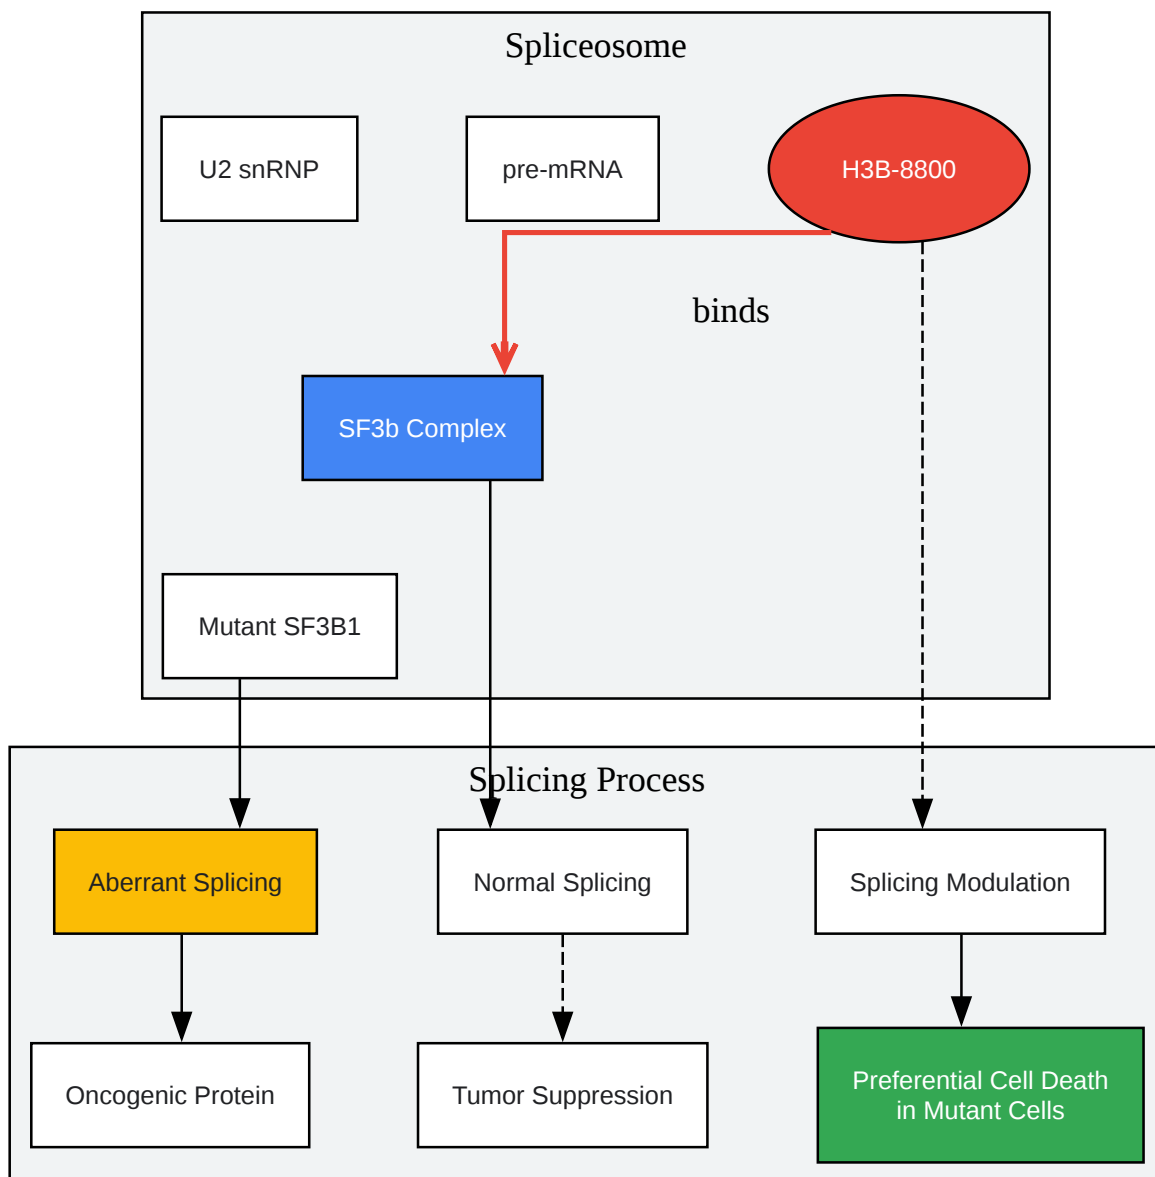 Spliceosome
U2 snRNP
pre-mRNA
H3B-8800
binds
SF3b Complex
Mutant SF3B1
Splicing Process
Aberrant Splicing
Normal Splicing
Splicing Modulation
Oncogenic Protein
Tumor Suppression
Preferential Cell Death
in Mutant Cells